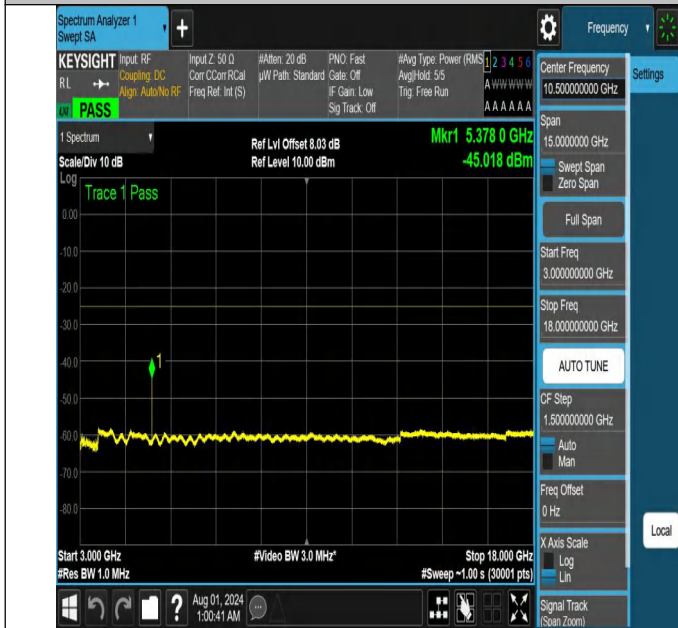 Spectrum Analyzer 1
Swept SA
+
Frequency
KEYSIGHT
RL
PASS
Input: RF
Coupling: DC
Align: Auto/No RF
Input Z: 50 Ω
Corr CCorr RCal
Freq Ref: Int (S)
#Atten: 20 dB
µW Path: Standard
PNO: Fast
Gate: Off
IF Gain: Low
Sig Track: Off
#Avg Type: Power (RMS
Avg|Hold: 5/5
Trig: Free Run
1 2 3 4 5 6
A W W W W W
A A A A A A
Center Frequency
10.500000000 GHz
Settings
Span
15.0000000 GHz
Swept Span
Zero Span
Full Span
Start Freq
3.000000000 GHz
Stop Freq
18.000000000 GHz
AUTO TUNE
CF Step
1.500000000 GHz
Auto
Man
Freq Offset
0 Hz
X Axis Scale
Log
Lin
Signal Track
(Span Zoom)
Local
1 Spectrum
Scale/Div 10 dB
Ref Lvl Offset 8.03 dB
Ref Level 10.00 dBm
Mkr1 5.378 0 GHz
-45.018 dBm
Log
Trace 1 Pass
0.00
-10.0
-20.0
-30.0
-40.0
-50.0
-60.0
-70.0
-80.0
1
Start 3.000 GHz
#Res BW 1.0 MHz
#Video BW 3.0 MHz*
Stop 18.000 GHz
#Sweep ~1.00 s (30001 pts)
?
Aug 01, 2024
1:00:41 AM